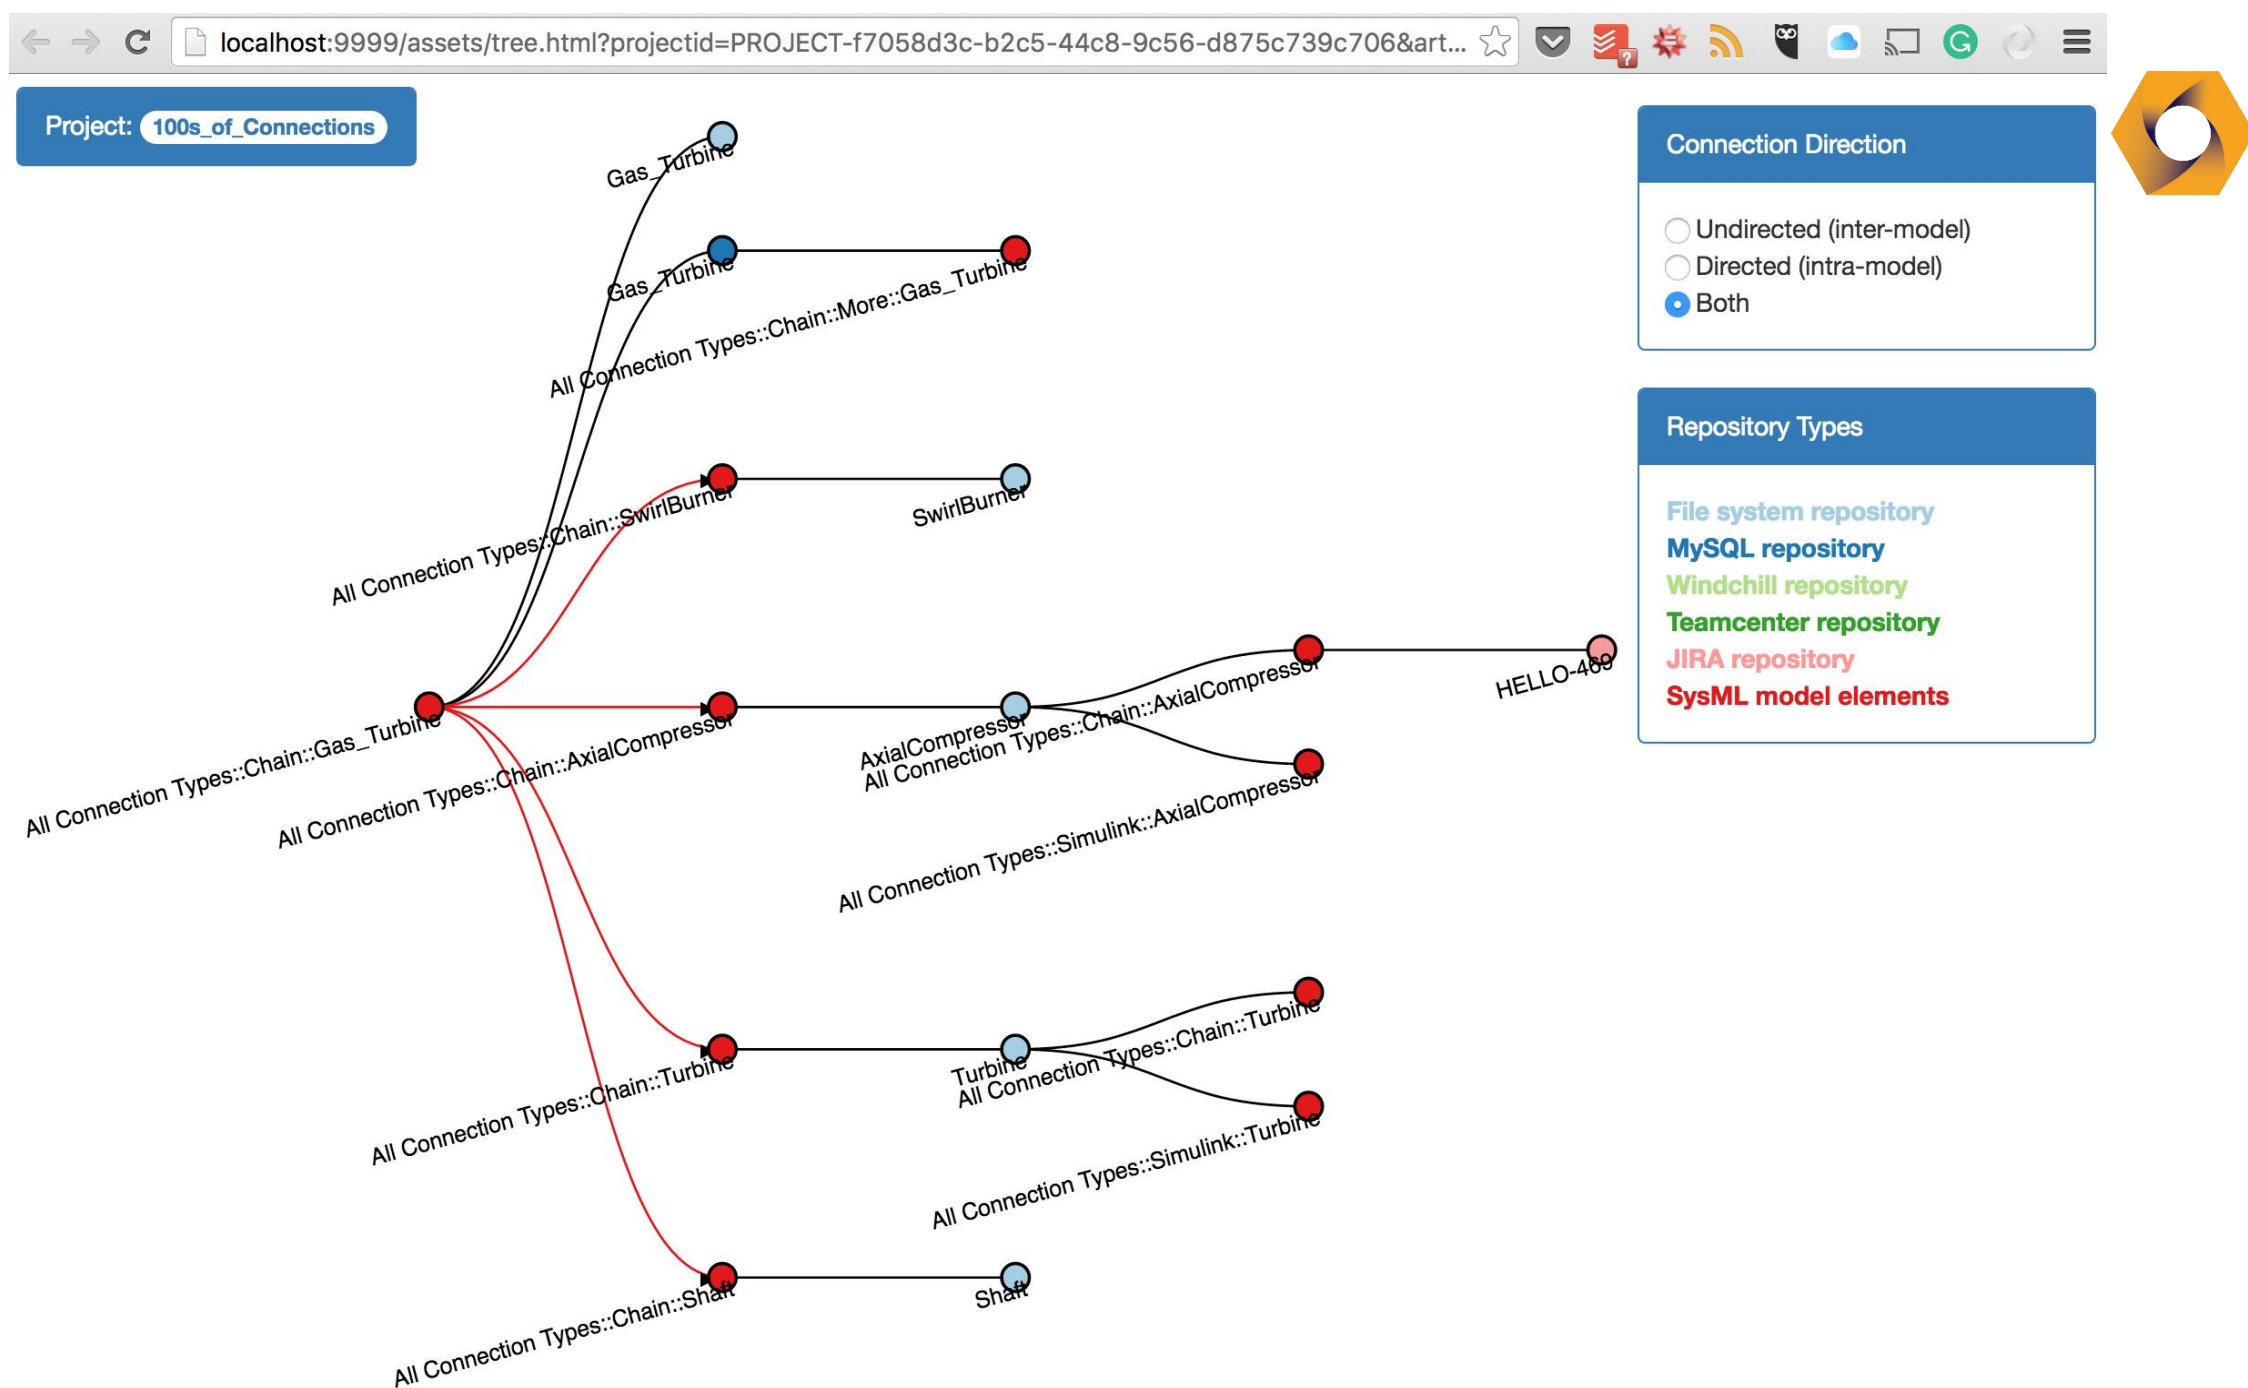 localhost:9999/assets/tree.html?projectid=PROJECT-f7058d3c-b2c5-44c8-9c56-d875c739c706&art...
Project: 100s_of_Connections
Gas_Turbine
Gas_Turbine
All Connection Types::Chain::More::Gas_Turbine
All Connection Types::Chain::SwirlBurner
SwirlBurner
All Connection Types::Chain::Gas_Turbine
All Connection Types::Chain::AxialCompressor
AxialCompressor
All Connection Types::Chain::AxialCompressor
HELLO-469
All Connection Types::Simulink::AxialCompressor
All Connection Types::Chain::Turbine
Turbine
All Connection Types::Chain::Turbine
All Connection Types::Simulink::Turbine
All Connection Types::Chain::Shaft
Shaft
Connection Direction
Undirected (inter-model)
Directed (intra-model)
Both
Repository Types
File system repository
MySQL repository
Windchill repository
Teamcenter repository
JIRA repository
SysML model elements